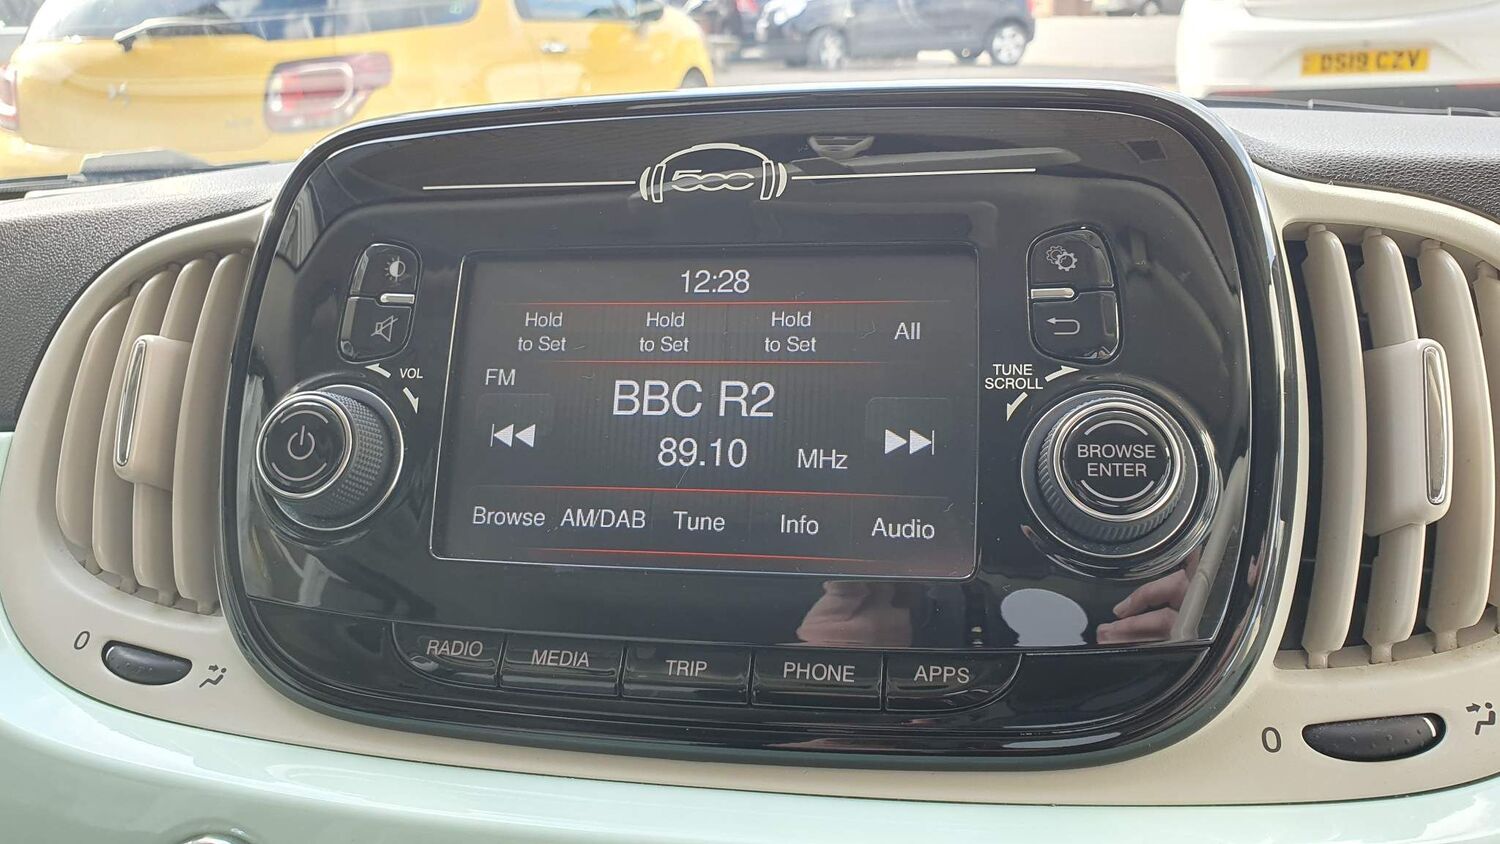 DS19 CZV
500
12:28
Hold to Set
Hold to Set
Hold to Set
All
FM
BBC R2
89.10 MHz
Browse AM/DAB Tune Info Audio
VOL
TUNE
SCROLL
BROWSE
ENTER
RADIO MEDIA TRIP PHONE APPS
0
0